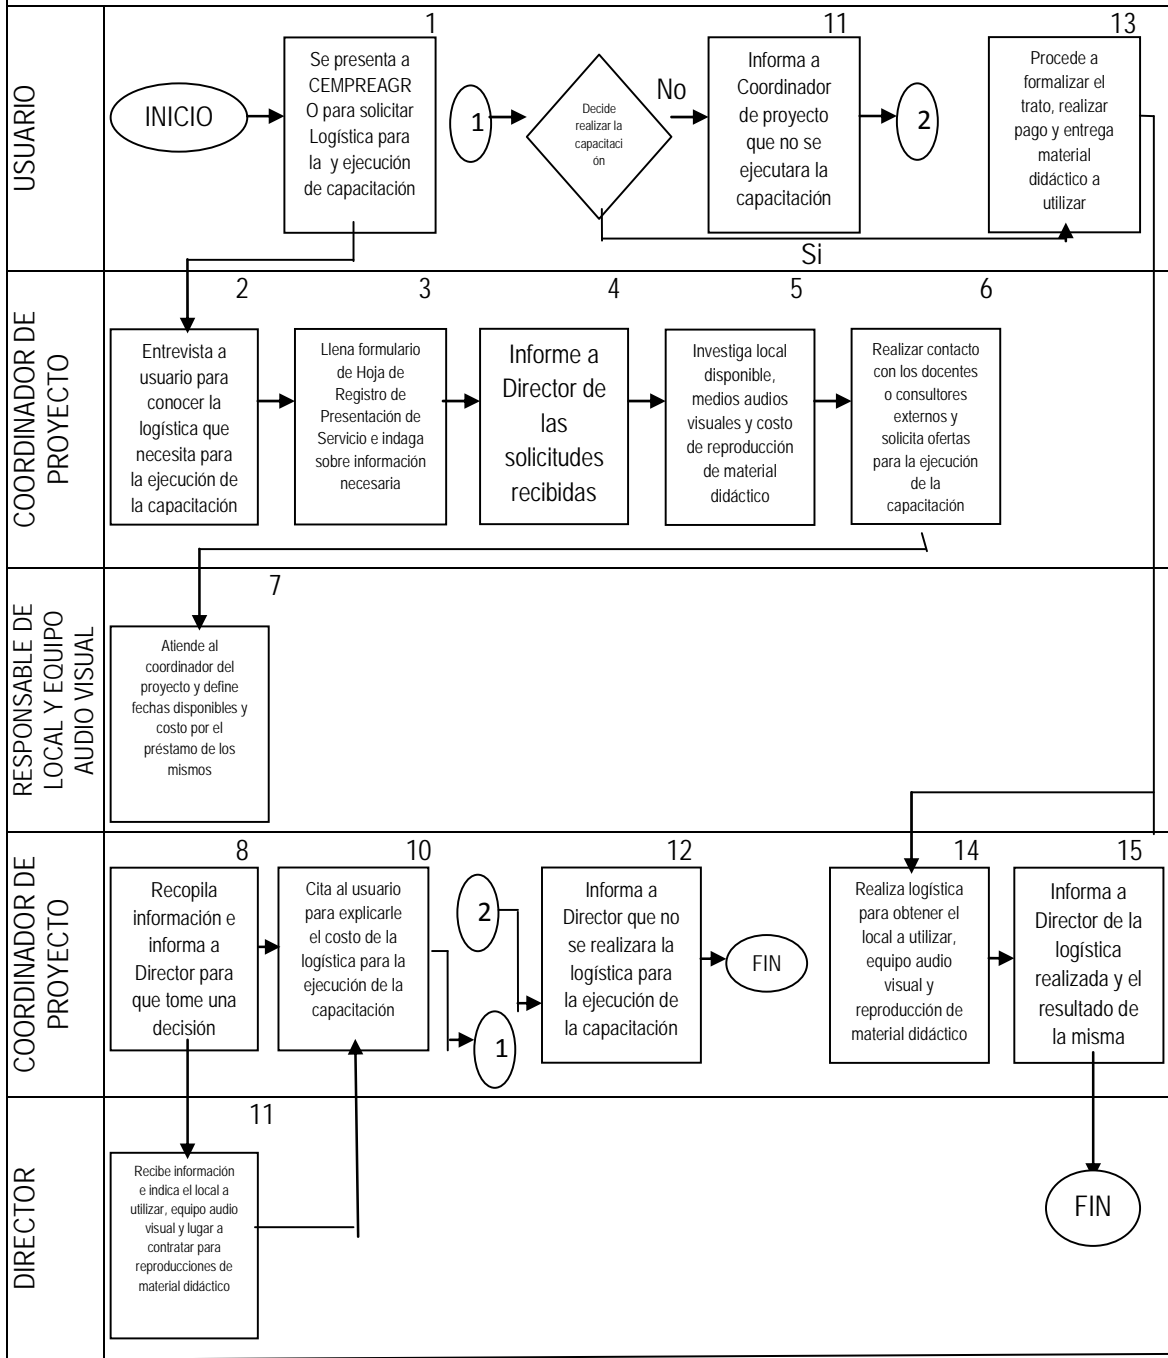 USUARIO
INICIO
1
Se presenta a
CEMPREAGR
O para solicitar
Logística para
la  y ejecución
de capacitación
1
Decide
realizar la
capacitaci
ón
No
Si
11
Informa a
Coordinador
de proyecto
que no se
ejecutara la
capacitación
2
13
Procede a
formalizar el
trato, realizar
pago y entrega
material
didáctico a
utilizar
COORDINADOR DE
PROYECTO
2
Entrevista a
usuario para
conocer la
logística que
necesita para
la ejecución de
la capacitación
3
Llena formulario
de Hoja de
Registro de
Presentación de
Servicio e indaga
sobre información
necesaria
4
Informe a
Director de
las
solicitudes
recibidas
5
Investiga local
disponible,
medios audios
visuales y costo
de reproducción
de material
didáctico
6
Realizar contacto
con los docentes
o consultores
externos y
solicita ofertas
para la ejecución
de la
capacitación
RESPONSABLE DE
LOCAL Y EQUIPO
AUDIO VISUAL
7
Atiende al
coordinador del
proyecto y define
fechas disponibles y
costo por el
préstamo de los
mismos
COORDINADOR DE
PROYECTO
8
Recopila
información e
informa a
Director para
que tome una
decisión
10
Cita al usuario
para explicarle
el costo de la
logística para la
ejecución de la
capacitación
2
1
12
Informa a
Director que no
se realizara la
logística para
la ejecución de
la capacitación
FIN
14
Realiza logística
para obtener el
local a utilizar,
equipo audio
visual y
reproducción de
material didáctico
15
Informa a
Director de la
logística
realizada y el
resultado de
la misma
DIRECTOR
11
Recibe información
e indica el local a
utilizar, equipo audio
visual y lugar a
contratar para
reproducciones de
material didáctico
FIN